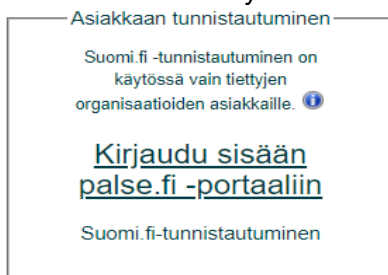 Asiakkaan tunnistautuminen
Suomi.fi -tunnistautuminen on
käytössä vain tiettyjen
organisaatioiden asiakkaille.
Kirjaudu sisään
palse.fi -portaaliin
Suomi.fi-tunnistautuminen